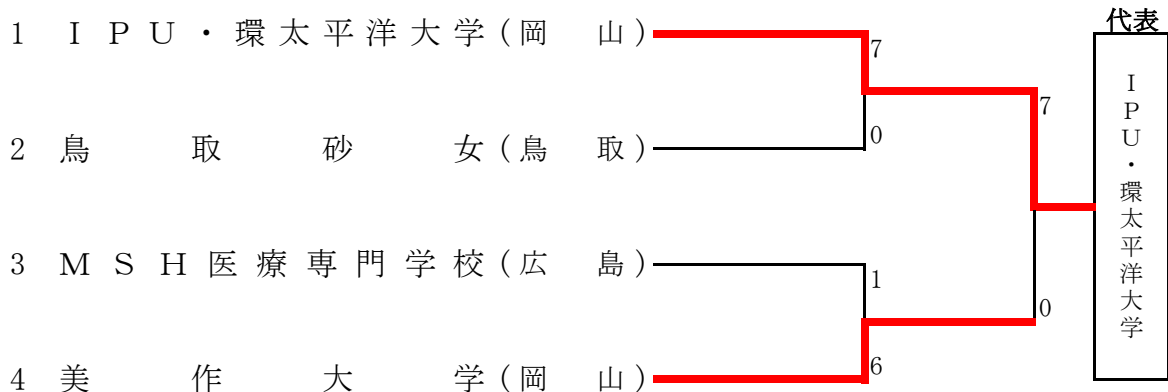 代表
1 ＩＰＵ・環太平洋大学(岡山)
7
2 鳥取砂女(鳥取)
0
7
3 ＭＳＨ医療専門学校(広島)
1
0
4 美作大学(岡山)
6
ＩＰＵ・環太平洋大学